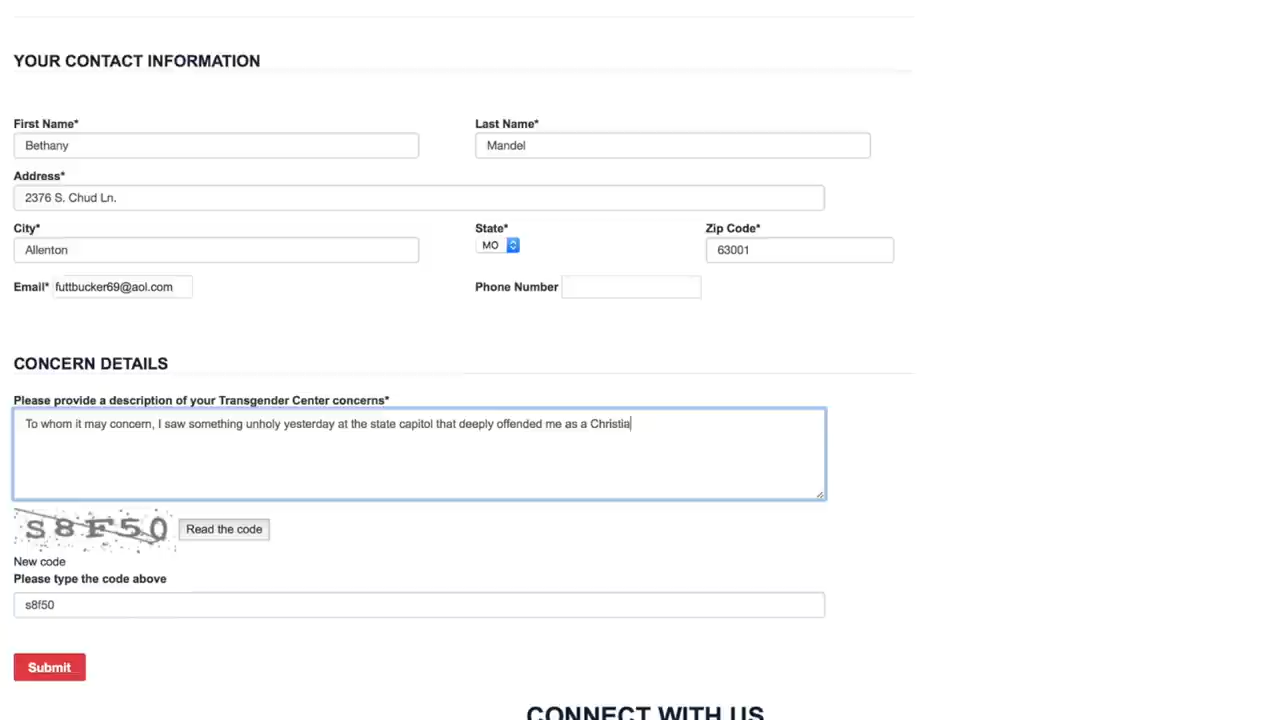 YOUR CONTACT INFORMATION
First Name* Last Name*
Bethany Mandel
Address*
2376 S. Chud Ln.
City* State* Zip Code*
Allenton MO 63001
Email* futtbucker69@aol.com Phone Number
CONCERN DETAILS
Please provide a description of your Transgender Center concerns*
To whom it may concern, I saw something unholy yesterday at the state capitol that deeply offended me as a Christia
S8F50 Read the code
New code
Please type the code above
s8f50
Submit
CONNECT WITH US